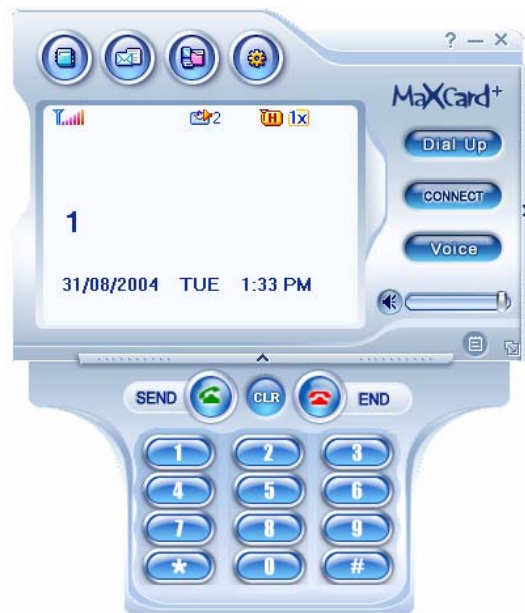 ? — ×
MaXCard+
2 H 1x
Dial Up
CONNECT
1
Voice
31/08/2004 TUE 1:33 PM
SEND CLR END
1 2 3
4 5 6
7 8 9
* 0 #